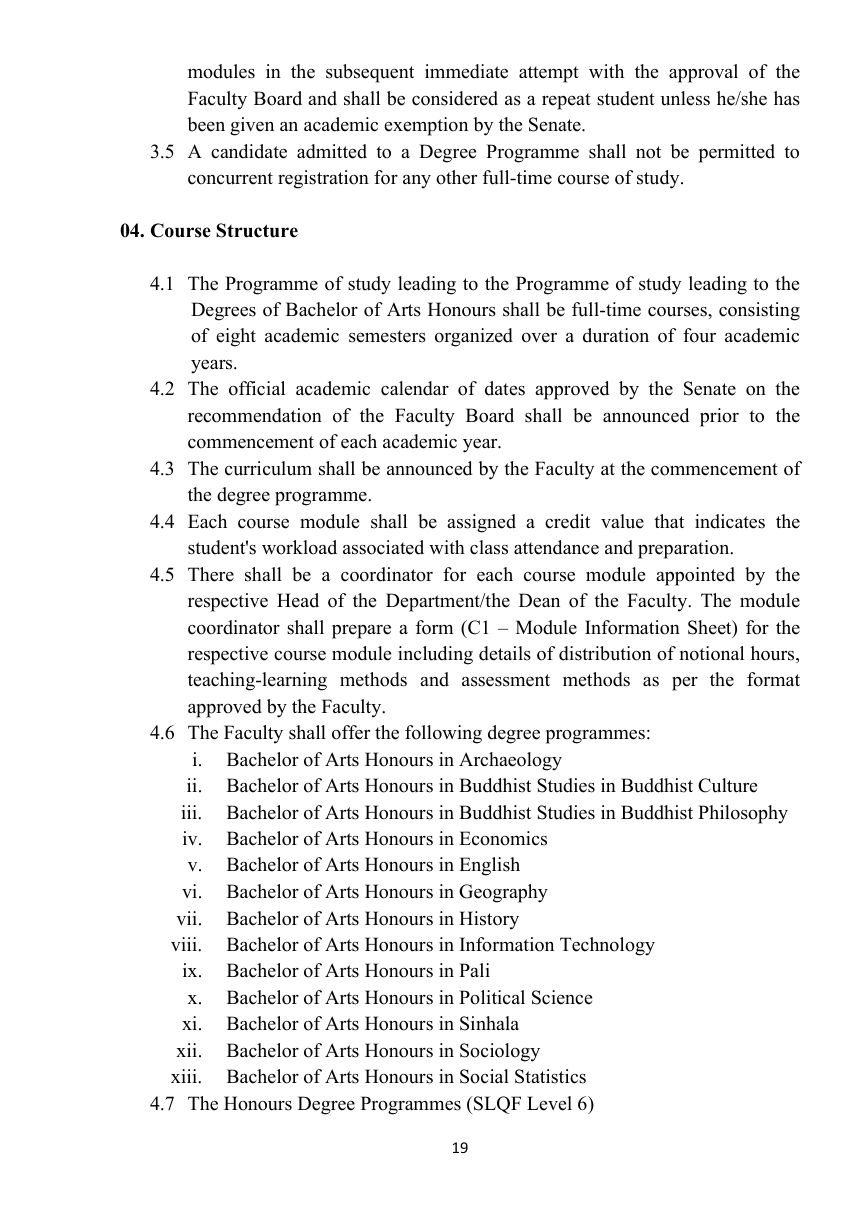 modules in the subsequent immediate attempt with the approval of the
Faculty Board and shall be considered as a repeat student unless he/she has
been given an academic exemption by the Senate.
3.5 A candidate admitted to a Degree Programme shall not be permitted to
concurrent registration for any other full-time course of study.
04. Course Structure
4.1 The Programme of study leading to the Programme of study leading to the
Degrees of Bachelor of Arts Honours shall be full-time courses, consisting
of eight academic semesters organized over a duration of four academic
years.
4.2 The official academic calendar of dates approved by the Senate on the
recommendation of the Faculty Board shall be announced prior to the
commencement of each academic year.
4.3 The curriculum shall be announced by the Faculty at the commencement of
the degree programme.
4.4 Each course module shall be assigned a credit value that indicates the
student's workload associated with class attendance and preparation.
4.5 There shall be a coordinator for each course module appointed by the
respective Head of the Department/the Dean of the Faculty. The module
coordinator shall prepare a form (C1 – Module Information Sheet) for the
respective course module including details of distribution of notional hours,
teaching-learning methods and assessment methods as per the format
approved by the Faculty.
4.6 The Faculty shall offer the following degree programmes:
i. Bachelor of Arts Honours in Archaeology
ii. Bachelor of Arts Honours in Buddhist Studies in Buddhist Culture
iii. Bachelor of Arts Honours in Buddhist Studies in Buddhist Philosophy
iv. Bachelor of Arts Honours in Economics
v. Bachelor of Arts Honours in English
vi. Bachelor of Arts Honours in Geography
vii. Bachelor of Arts Honours in History
viii. Bachelor of Arts Honours in Information Technology
ix. Bachelor of Arts Honours in Pali
x. Bachelor of Arts Honours in Political Science
xi. Bachelor of Arts Honours in Sinhala
xii. Bachelor of Arts Honours in Sociology
xiii. Bachelor of Arts Honours in Social Statistics
4.7 The Honours Degree Programmes (SLQF Level 6)
19